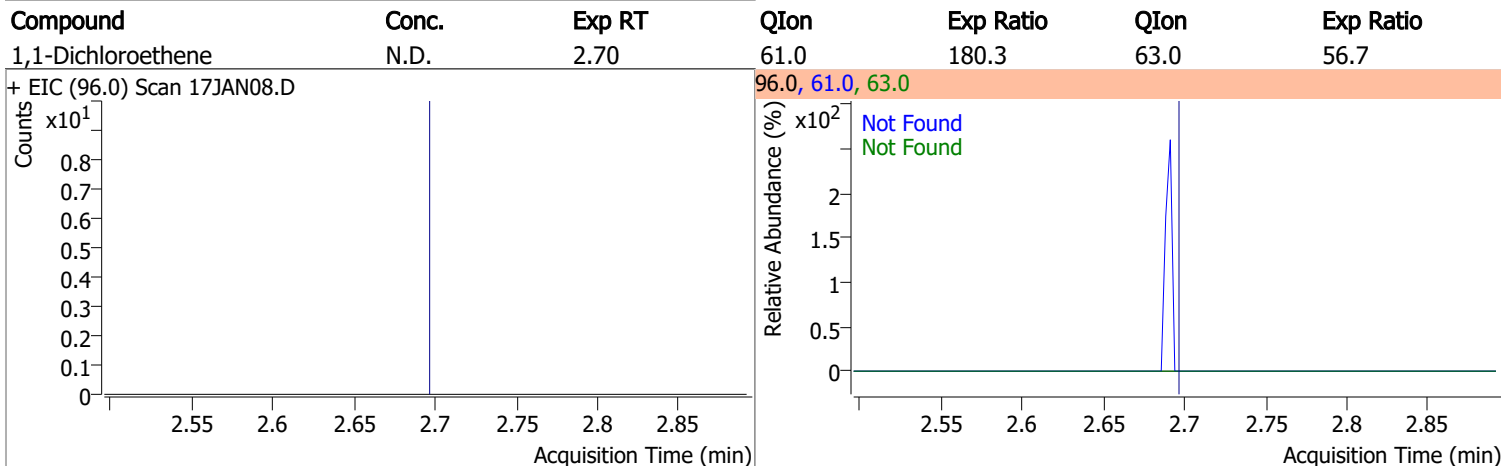 Compound Conc. Exp RT QIon Exp Ratio QIon Exp Ratio
1,1-Dichloroethene N.D. 2.70 61.0 180.3 63.0 56.7
+ EIC (96.0) Scan 17JAN08.D
Counts
x10¹
0.8
0.7
0.6
0.5
0.4
0.3
0.2
0.1
0
2.55 2.6 2.65 2.7 2.75 2.8 2.85
Acquisition Time (min)
96.0, 61.0, 63.0
Relative Abundance (%)
x10²
Not Found
Not Found
2
1.5
1
0.5
0
2.55 2.6 2.65 2.7 2.75 2.8 2.85
Acquisition Time (min)